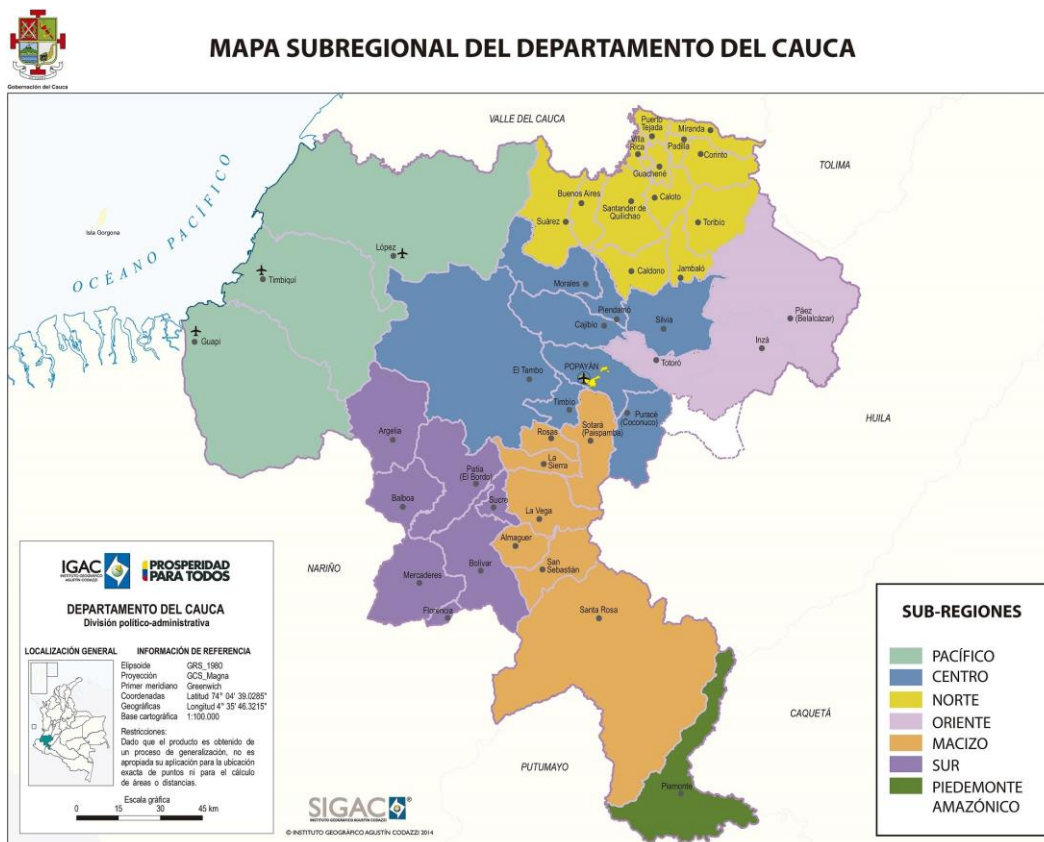 Gobernación del Cauca
MAPA SUBREGIONAL DEL DEPARTAMENTO DEL CAUCA
VALLE DEL CAUCA
TOLIMA
OCÉANO PACÍFICO
Isla Gorgona
Puerto
Tejada
Miranda
Villa
Rica
Padilla
Corinto
Guachené
Buenos Aires
Santander de
Quilichao
Caloto
Suárez
Toribío
López
Timbiquí
Caldono
Jambaló
Morales
Guapi
Piendamó
Cajibío
Silvia
Páez
(Belalcázar)
Inzá
Totoró
El Tambo
POPAYÁN
Timbío
Puracé
(Coconuco)
HUILA
Argelia
Rosas
Sotará
(Paispamba)
La
Sierra
Patía
(El Bordo)
Balboa
Sucre
La Vega
Almaguer
NARIÑO
Bolívar
San
Sebastián
Mercaderes
Florencia
Santa Rosa
CAQUETÁ
PUTUMAYO
Piamonte
IGAC
INSTITUTO GEOGRÁFICO
AGUSTÍN CODAZZI
PROSPERIDAD
PARA TODOS
DEPARTAMENTO DEL CAUCA
División político-administrativa
LOCALIZACIÓN GENERAL
INFORMACIÓN DE REFERENCIA
Elipsoide GRS_1980
Proyección GCS_Magna
Primer meridiano Greenwich
Coordenadas Latitud 74° 04' 39.0285"
Geográficas Longitud 4° 35' 46.3215"
Base cartográfica 1:100.000
Restricciones:
Dado que el producto es obtenido de
un proceso de generalización, no es
apropiada su aplicación para la ubicación
exacta de puntos ni para el cálculo
de áreas o distancias.
Escala gráfica
0 15 30 45 km
SIGAC®
INSTITUTO GEOGRÁFICO AGUSTÍN CODAZZI
© INSTITUTO GEOGRÁFICO AGUSTÍN CODAZZI 2014
SUB-REGIONES
PACÍFICO
CENTRO
NORTE
ORIENTE
MACIZO
SUR
PIEDEMONTE
AMAZÓNICO